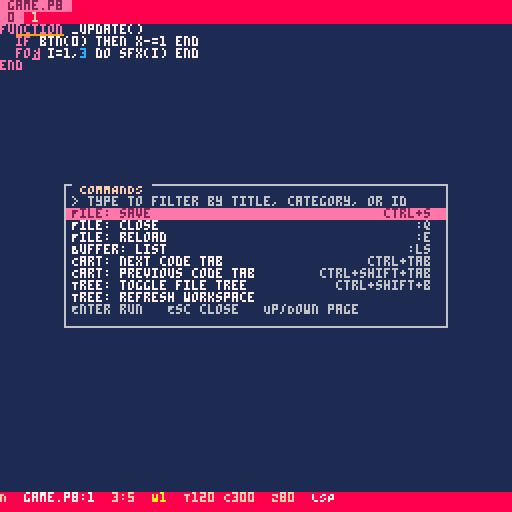 GAME.P8
0 1
FUNCTION _UPDATE()
IF BTN(0) THEN X-=1 END
FOR I=1,3 DO SFX(I) END
END
COMMANDS
> TYPE TO FILTER BY TITLE, CATEGORY, OR ID
FILE: SAVE CTRL+S
FILE: CLOSE :Q
FILE: RELOAD :E
BUFFER: LIST :LS
CART: NEXT CODE TAB CTRL+TAB
CART: PREVIOUS CODE TAB CTRL+SHIFT+TAB
TREE: TOGGLE FILE TREE CTRL+SHIFT+B
TREE: REFRESH WORKSPACE
ENTER RUN ESC CLOSE UP/DOWN PAGE
N GAME.P8:1 3:5 W1 T120 C300 Z80 LSP